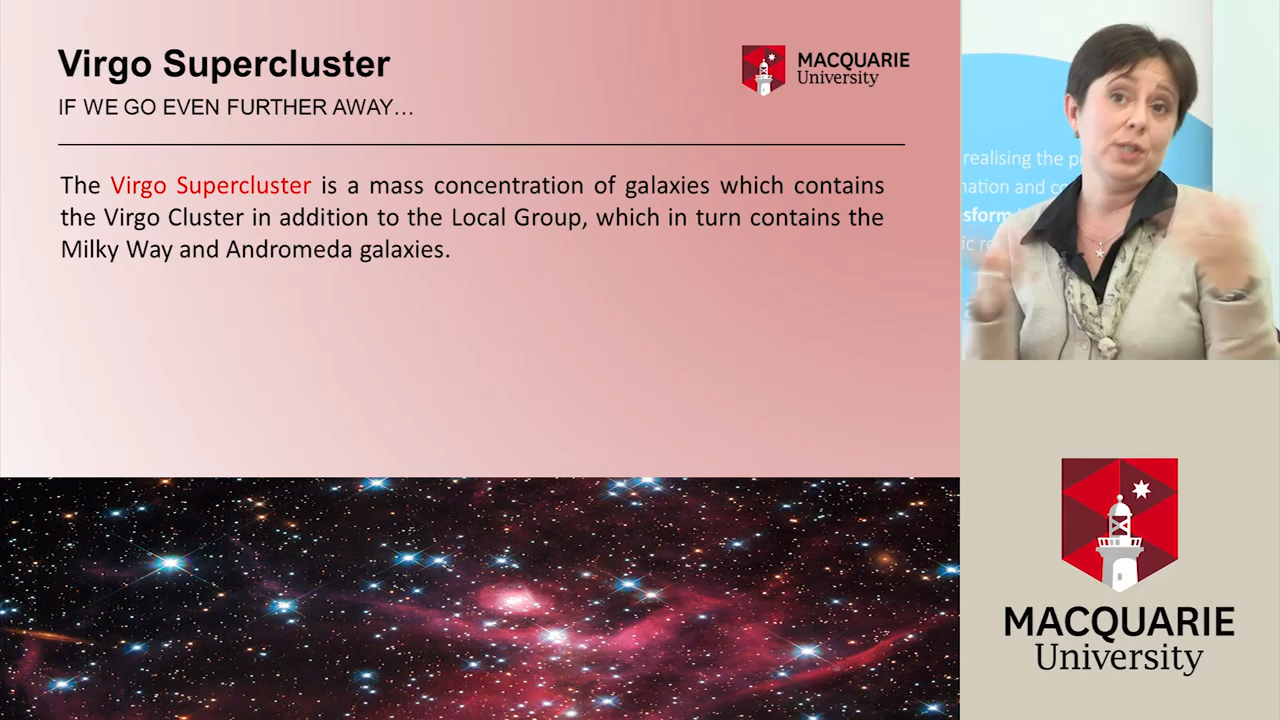 Virgo Supercluster
IF WE GO EVEN FURTHER AWAY…
MACQUARIE
University
The Virgo Supercluster is a mass concentration of galaxies which contains
the Virgo Cluster in addition to the Local Group, which in turn contains the
Milky Way and Andromeda galaxies.
realising the
and
MACQUARIE
University